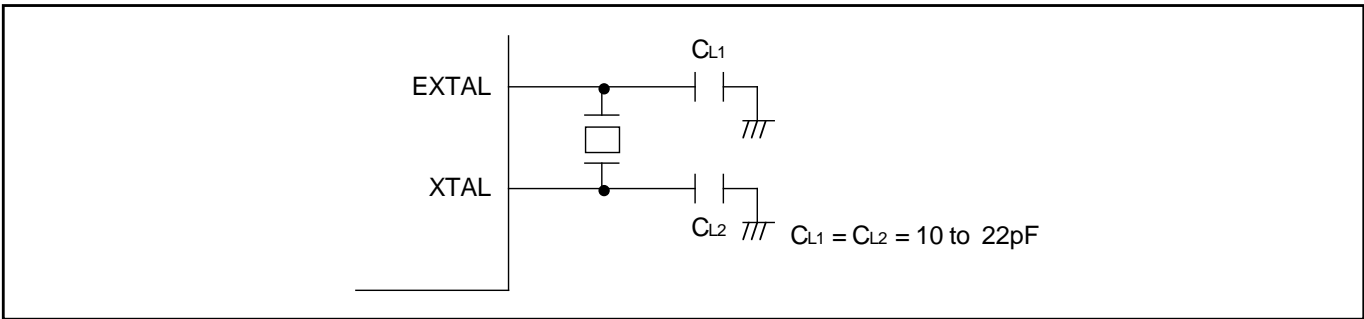 CL1
EXTAL
XTAL
CL2
CL1 = CL2 = 10 to 22pF